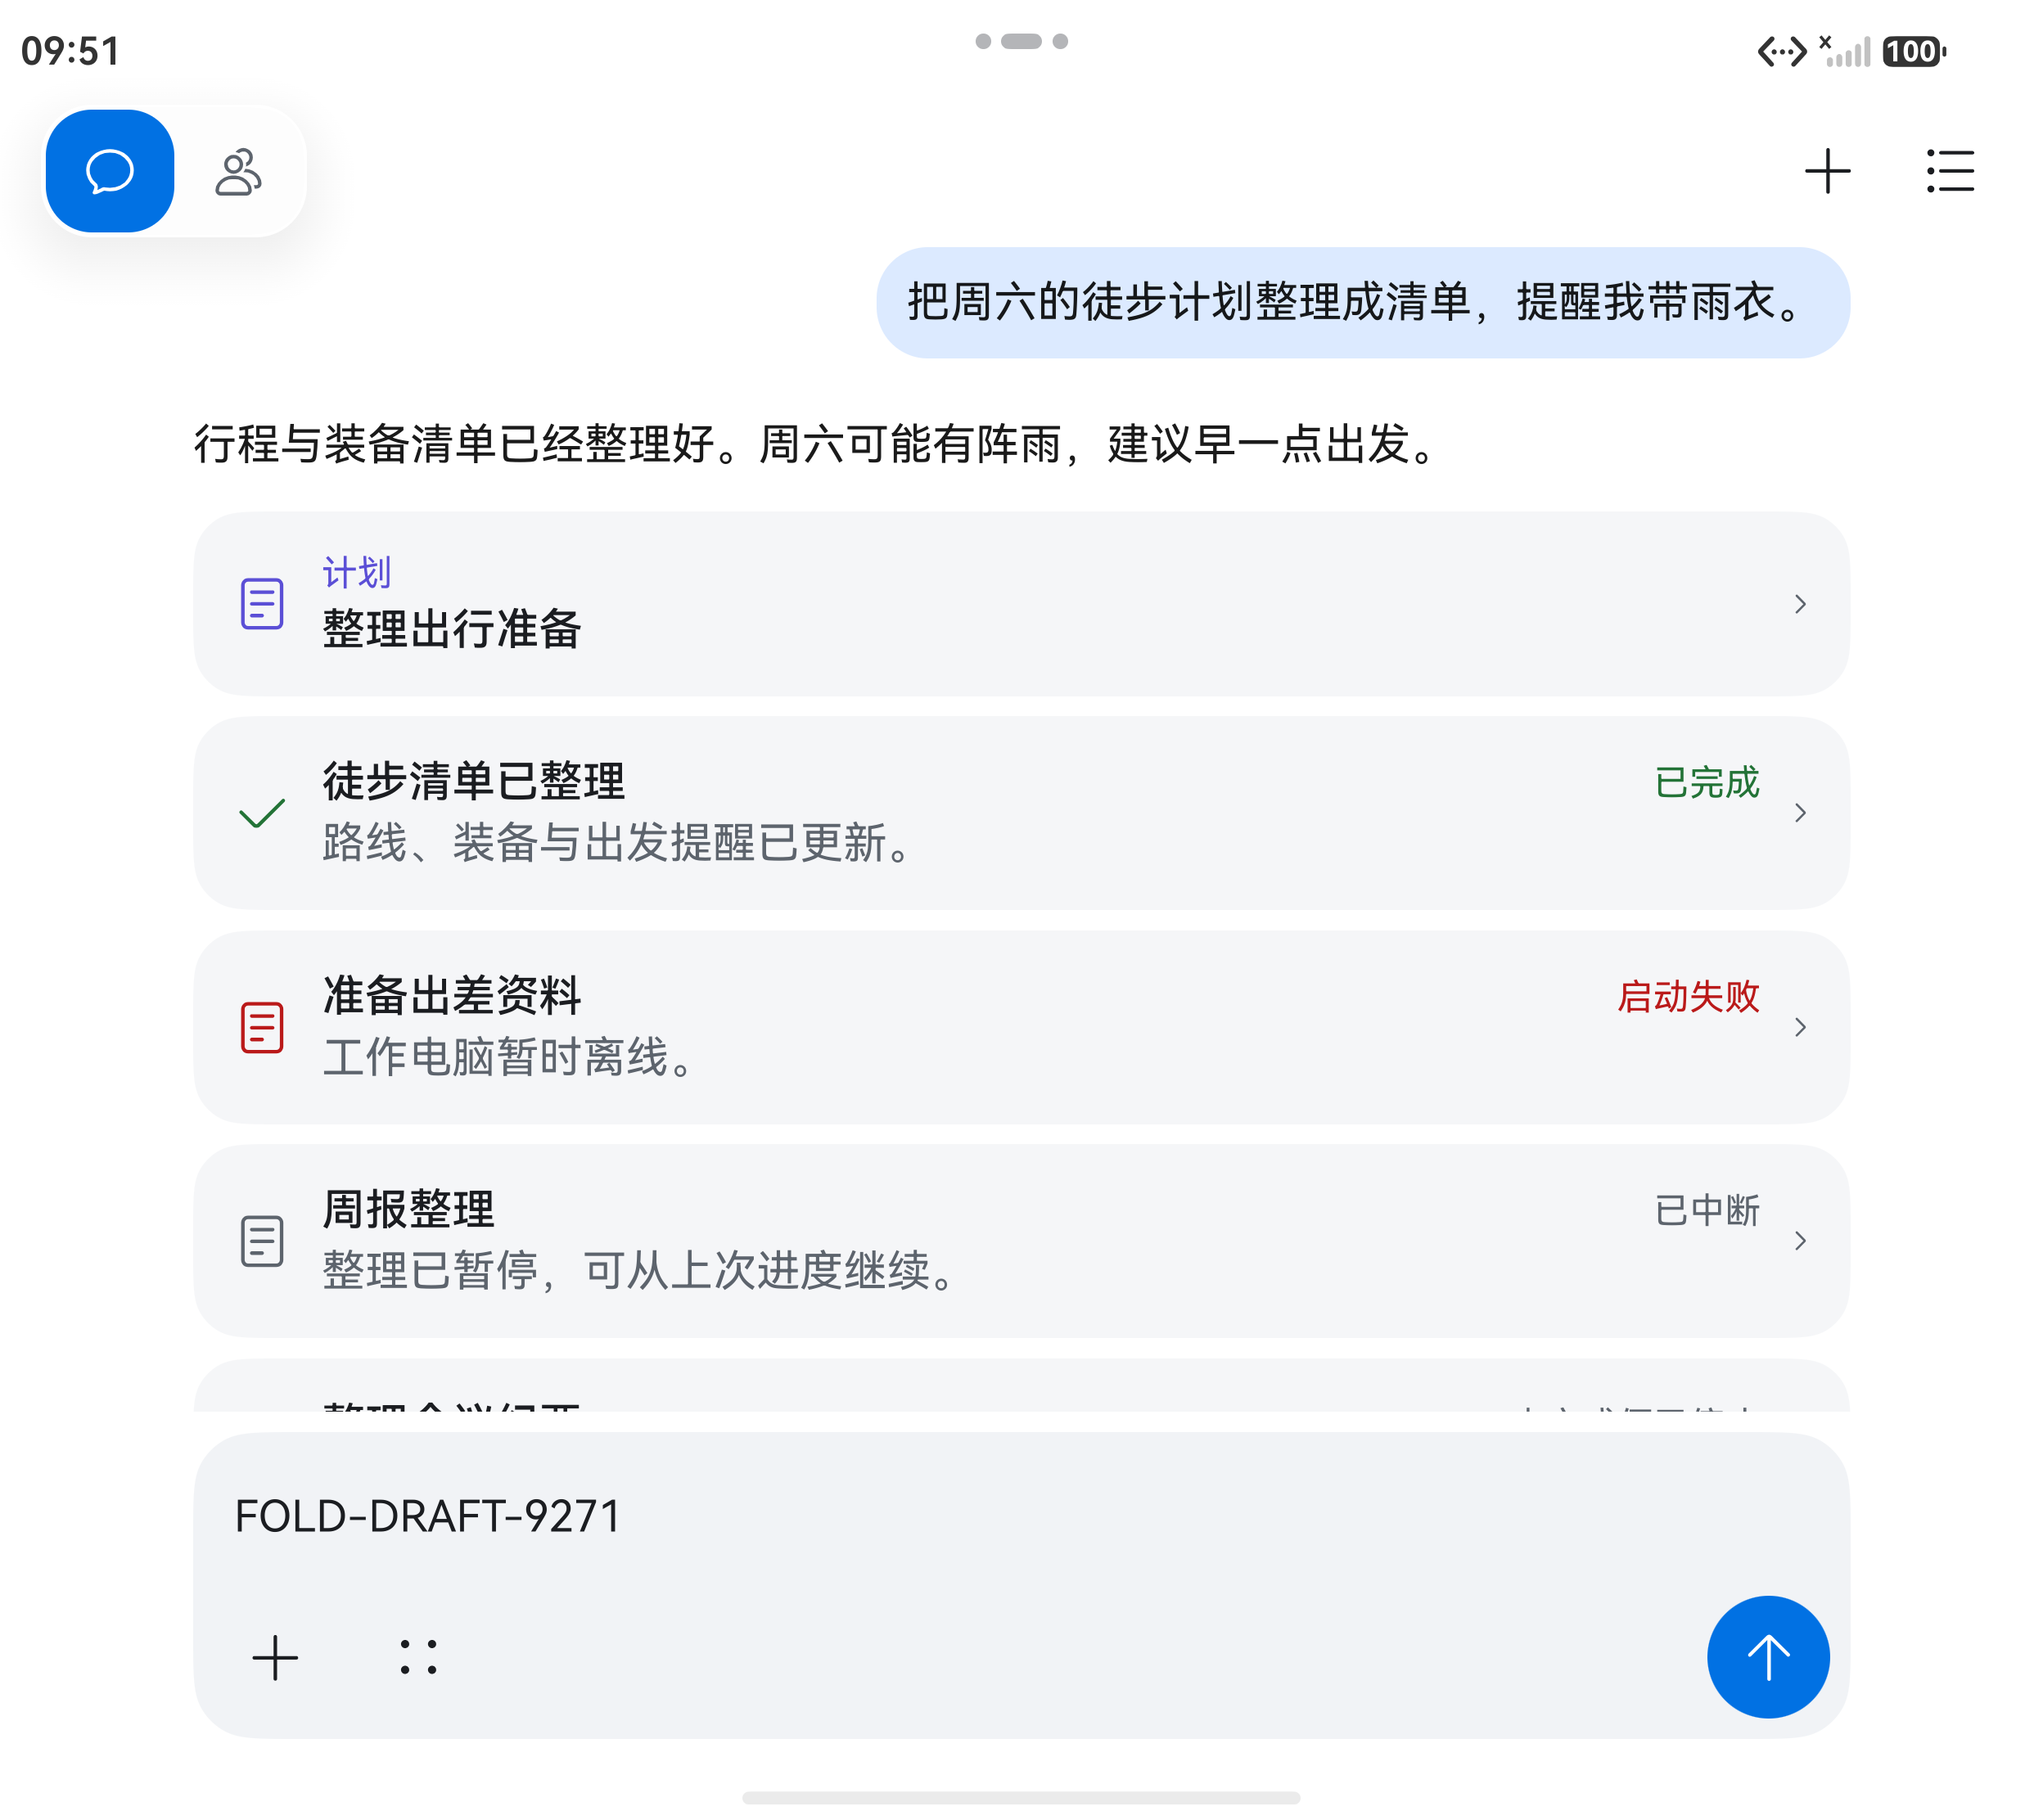 09:51
100
把周六的徒步计划整理成清单，提醒我带雨衣。
行程与装备清单已经整理好。周六可能有阵雨，建议早一点出发。
计划
整理出行准备
徒步清单已整理
已完成
路线、装备与出发提醒已更新。
准备出差资料
启动失败
工作电脑暂时离线。
周报整理
已中断
整理已暂停，可从上次进度继续。
整理会议纪要
FOLD-DRAFT-9271